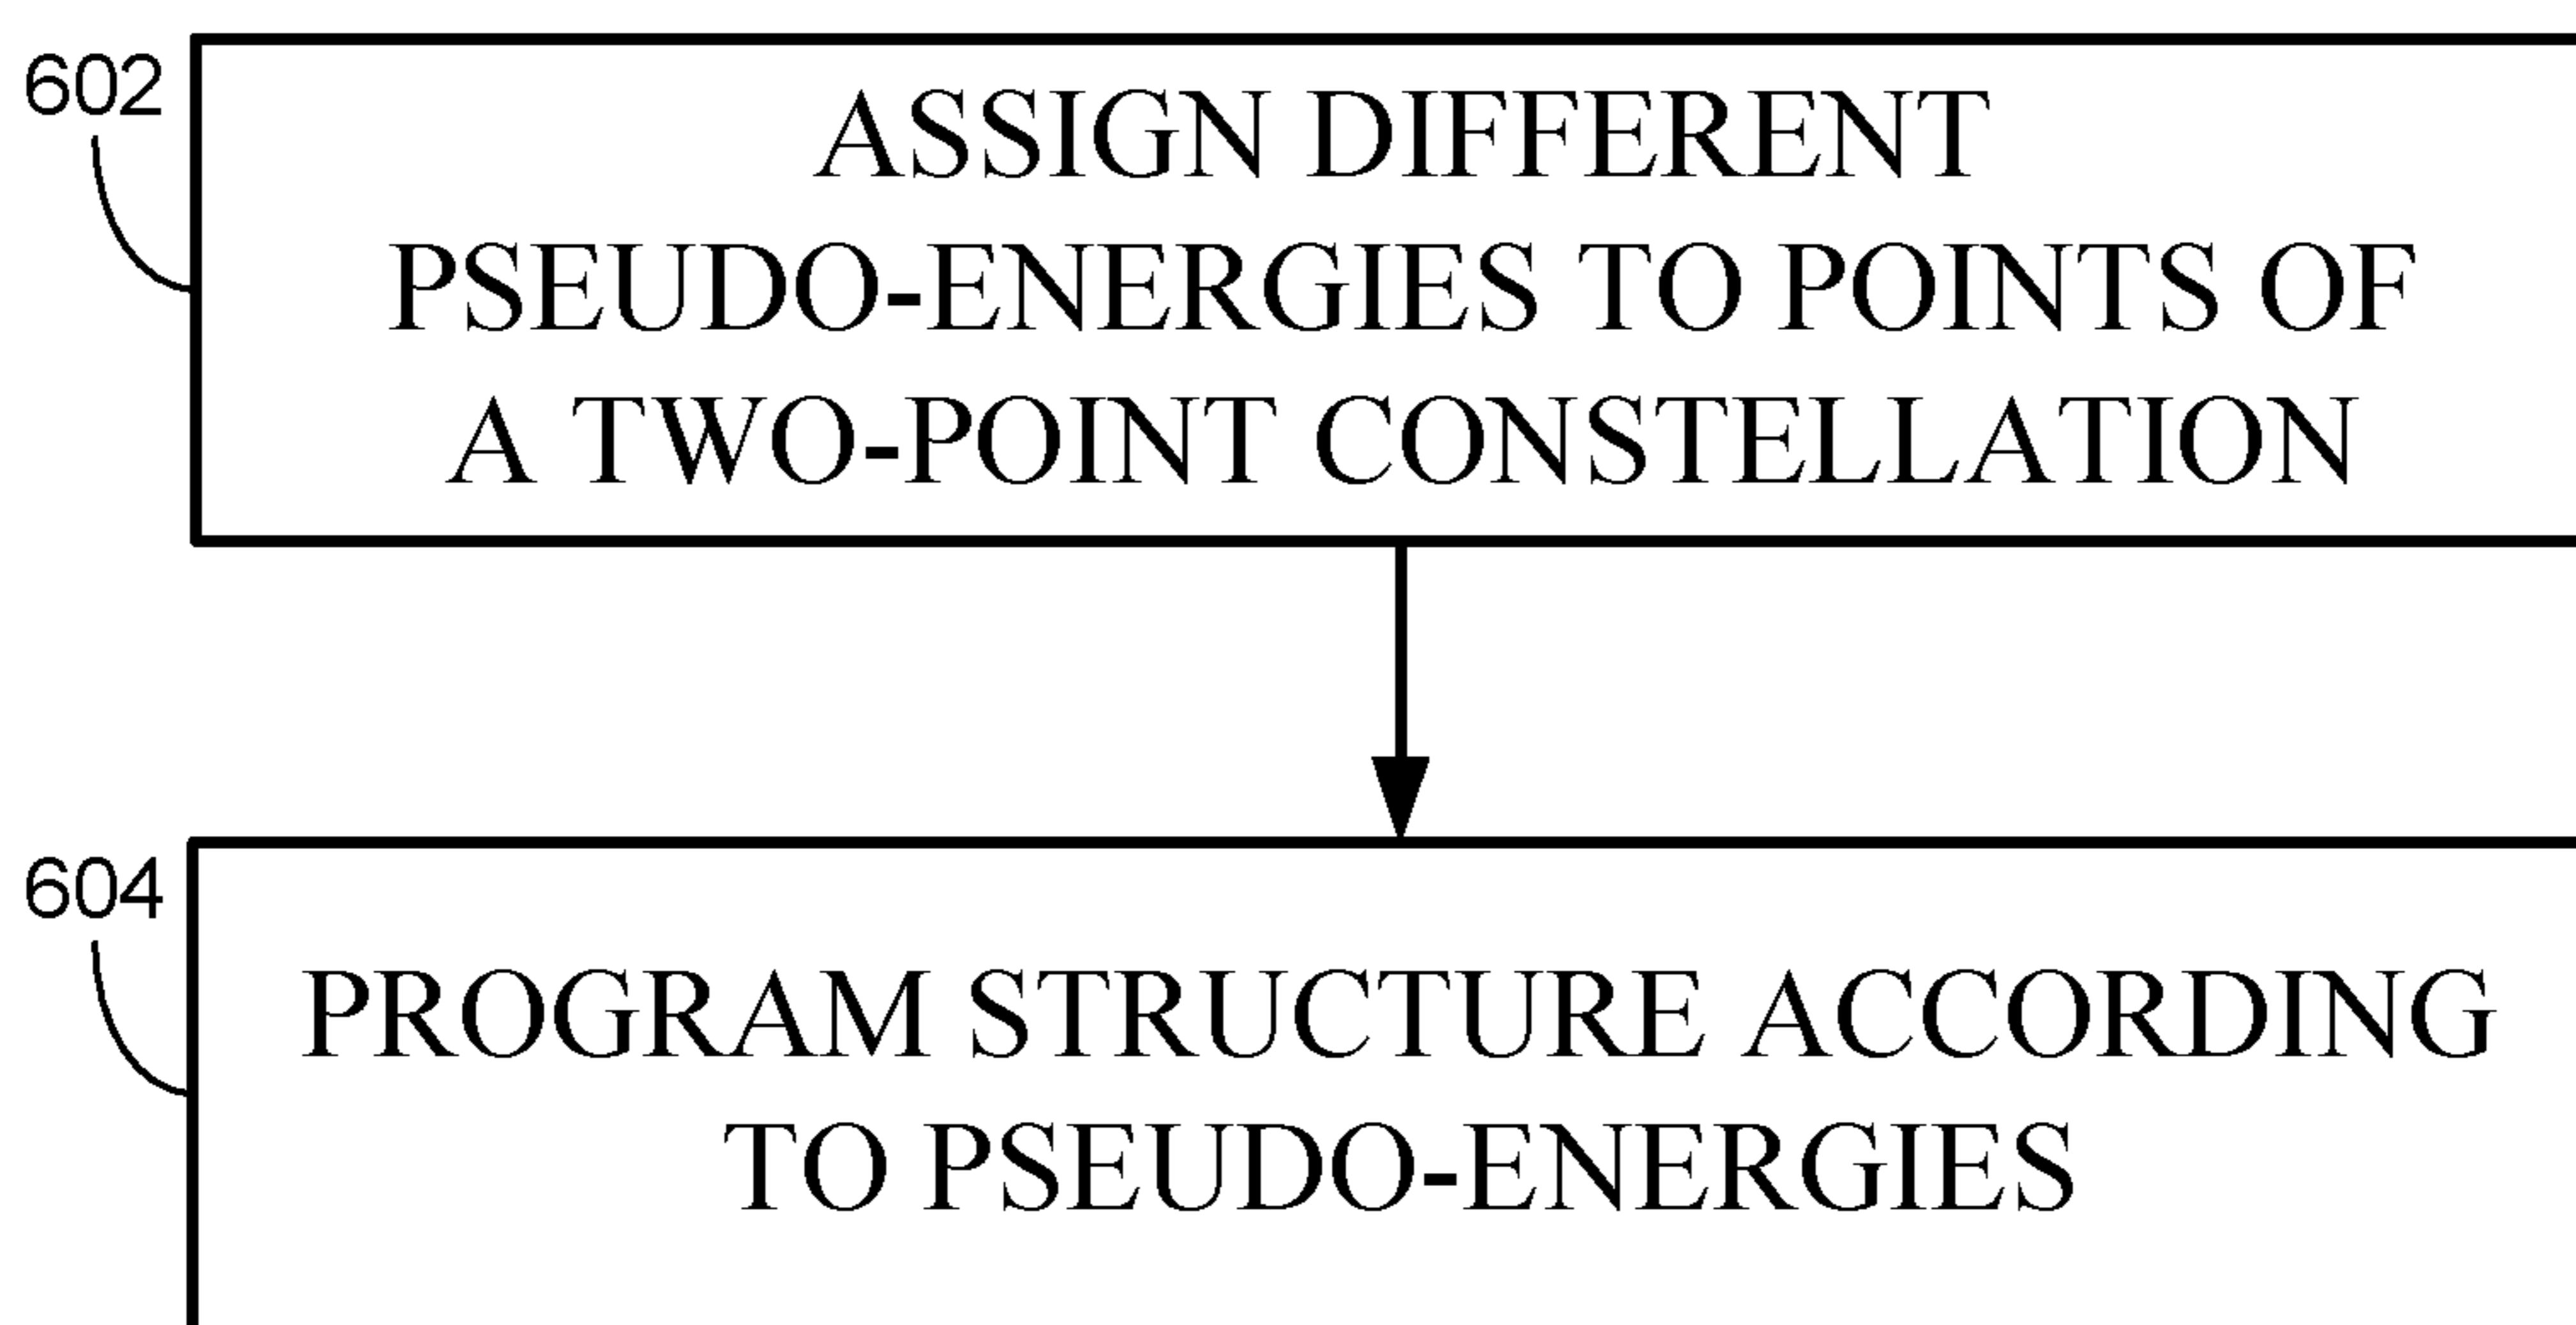 602
ASSIGN DIFFERENT
PSEUDO-ENERGIES TO POINTS OF
A TWO-POINT CONSTELLATION
604
PROGRAM STRUCTURE ACCORDING
TO PSEUDO-ENERGIES